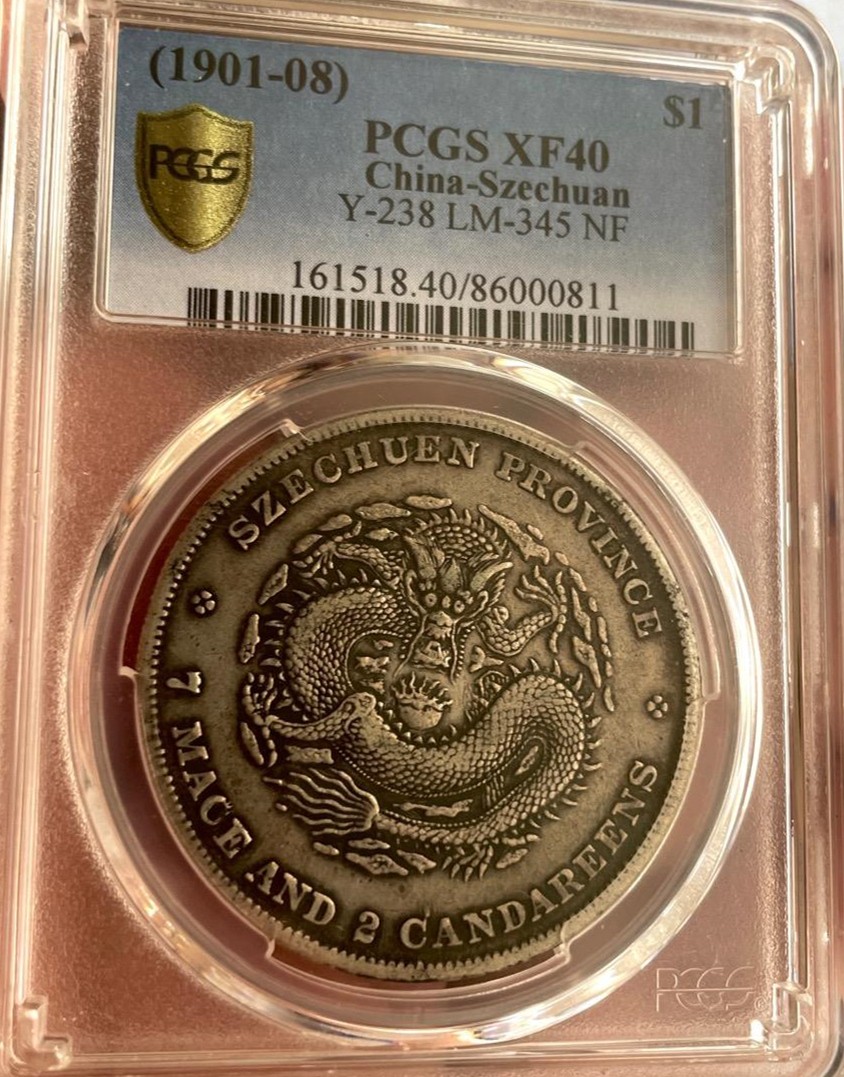 (1901-08)
$1
PCGS
PCGS XF40
China-Szechuan
Y-238 LM-345 NF
161518.40/86000811
SZECHUEN PROVINCE
7 MACE AND 2 CANDAREENS
PCGS